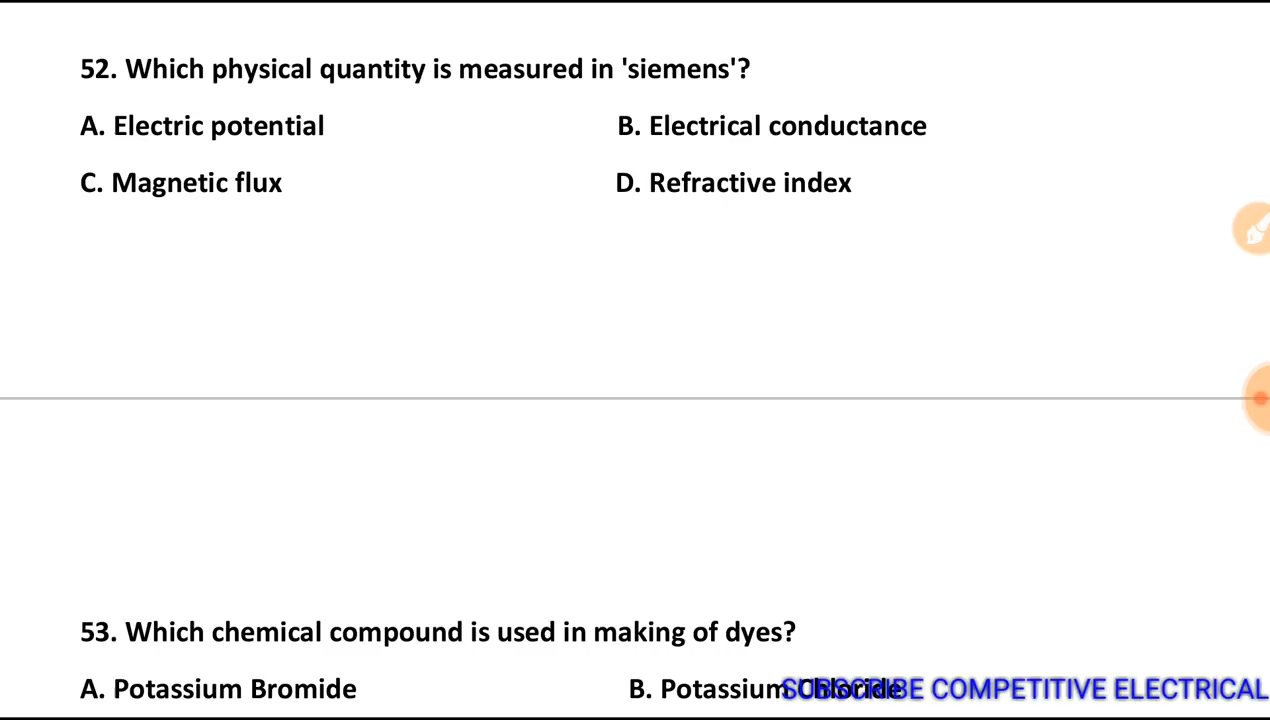 52. Which physical quantity is measured in 'siemens'?
A. Electric potential B. Electrical conductance
C. Magnetic flux D. Refractive index
53. Which chemical compound is used in making of dyes?
A. Potassium Bromide B. Potassium Chloride
SUBSCRIBE COMPETITIVE ELECTRICAL